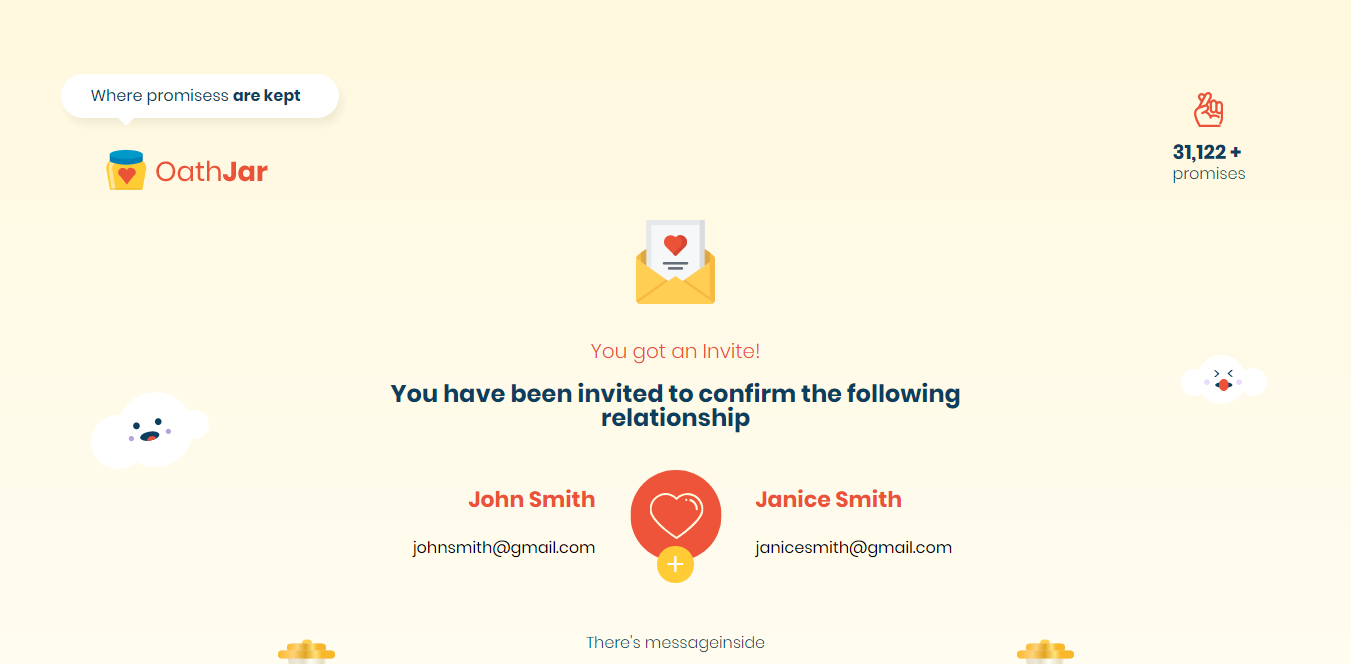 Where promisess are kept
OathJar
31,122 +
promises
You got an Invite!
You have been invited to confirm the following
relationship
John Smith
Janice Smith
johnsmith@gmail.com
janicesmith@gmail.com
There's messageinside